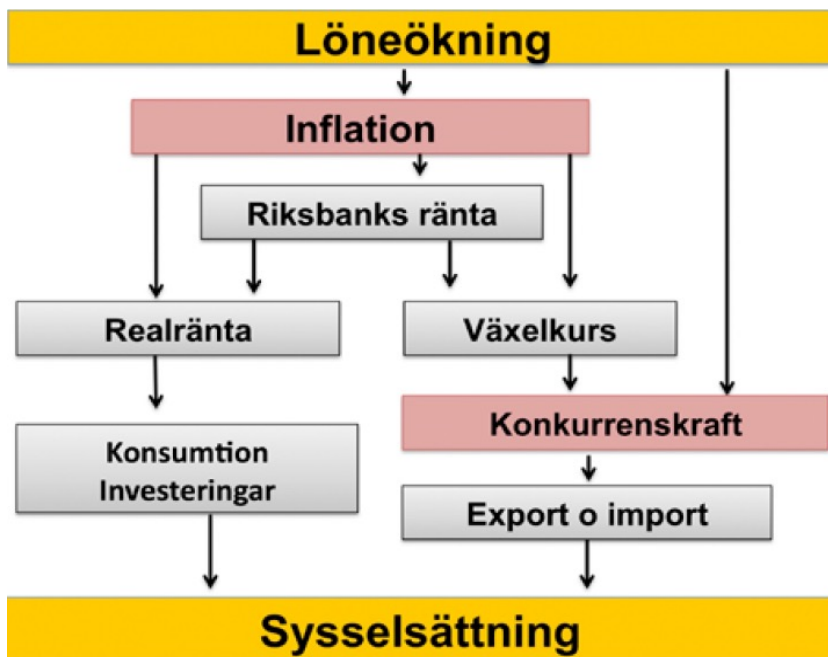 Löneökning
Inflation
Riksbanks ränta
Realränta
Växelkurs
Konkurrenskraft
Konsumtion
Investeringar
Export o import
Sysselsättning